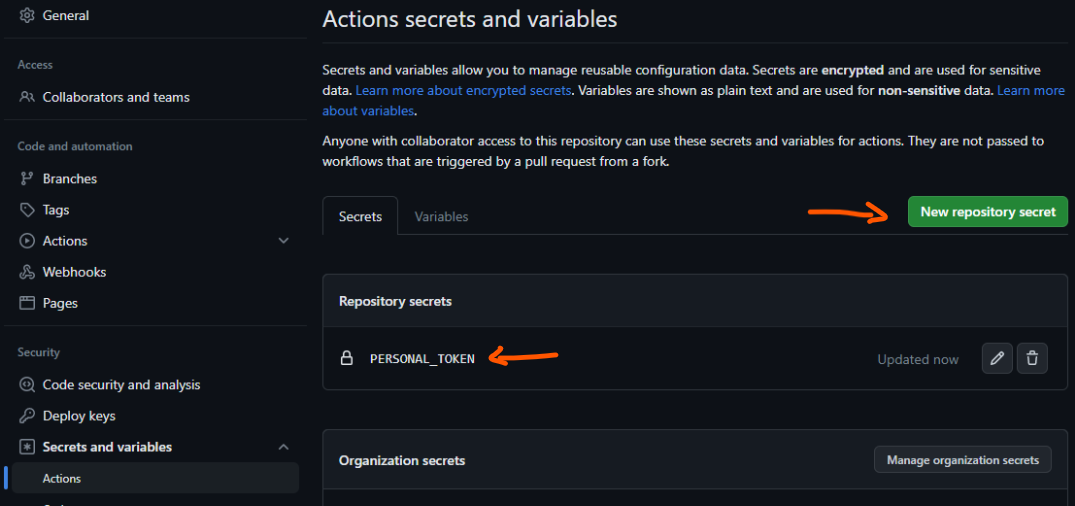 General
Access
Collaborators and teams
Code and automation
Branches
Tags
Actions
Webhooks
Pages
Security
Code security and analysis
Deploy keys
Secrets and variables
Actions
Actions secrets and variables
Secrets and variables allow you to manage reusable configuration data. Secrets are encrypted and are used for sensitive
data. Learn more about encrypted secrets. Variables are shown as plain text and are used for non-sensitive data. Learn more
about variables.
Anyone with collaborator access to this repository can use these secrets and variables for actions. They are not passed to
workflows that are triggered by a pull request from a fork.
Secrets
Variables
New repository secret
Repository secrets
PERSONAL_TOKEN
Updated now
Organization secrets
Manage organization secrets